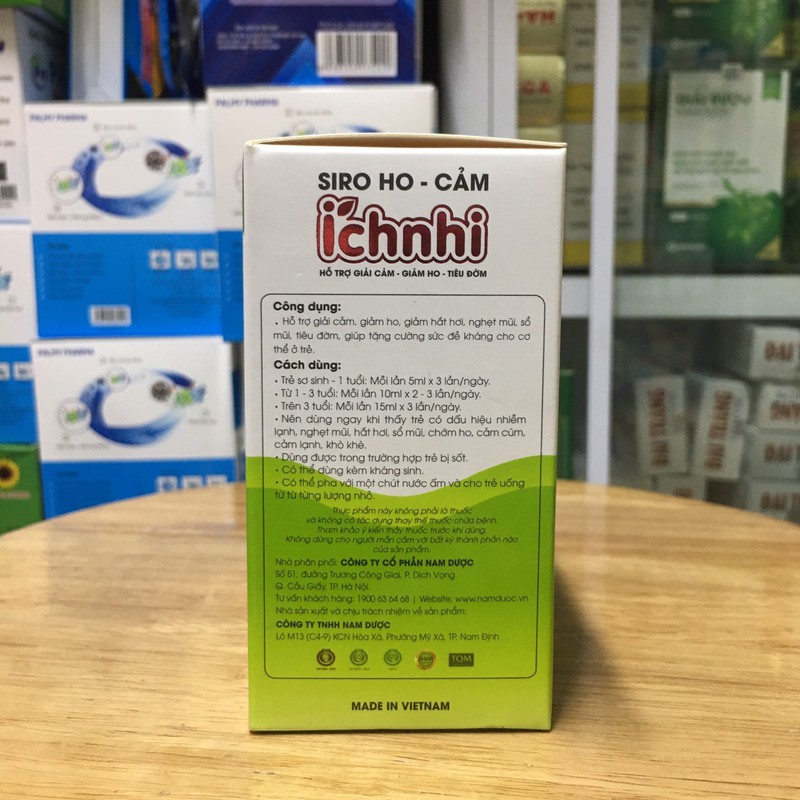 PALMY PHARMA
SIRO HO - CẢM
ichnhi
HỖ TRỢ GIẢI CẢM - GIẢM HO - TIÊU ĐỜM
Công dụng:
• Hỗ trợ giải cảm, giảm ho, giảm hắt hơi, nghẹt mũi, sổ
mũi, tiêu đờm, giúp tăng cường sức đề kháng cho cơ
thể ở trẻ.
Cách dùng:
• Trẻ sơ sinh - 1 tuổi: Mỗi lần 5ml x 3 lần/ngày.
• Từ 1 - 3 tuổi: Mỗi lần 10ml x 2 - 3 lần/ngày.
• Trên 3 tuổi: Mỗi lần 15ml x 3 lần/ngày.
• Nên dùng ngay khi thấy trẻ có dấu hiệu nhiễm
lạnh, nghẹt mũi, hắt hơi, sổ mũi, chớm ho, cảm cúm,
cảm lạnh, khò khè.
• Dùng được trong trường hợp trẻ bị sốt.
• Có thể dùng kèm kháng sinh.
• Có thể pha với một chút nước ấm và cho trẻ uống
từ từ từng lượng nhỏ.
Thực phẩm này không phải là thuốc
và không có tác dụng thay thế thuốc chữa bệnh.
Tham khảo ý kiến thầy thuốc trước khi dùng.
Không dùng cho người mẫn cảm với bất kỳ thành phần nào
của sản phẩm.
Nhà phân phối: CÔNG TY CỔ PHẦN NAM DƯỢC
Số 51, đường Trương Công Giai, P. Dịch Vọng
Q. Cầu Giấy, TP. Hà Nội.
Tư vấn khách hàng: 1900 63 64 68 | Website: www.namduoc.vn
Nhà sản xuất và chịu trách nhiệm về sản phẩm:
CÔNG TY TNHH NAM DƯỢC
Lô M13 (C4-9) KCN Hòa Xá, Phường Mỹ Xá, TP. Nam Định
GMP
TQM
MADE IN VIETNAM
GIẢI RƯỢU
ĐẠI TRÀNG
ĐẠI TRÀNG